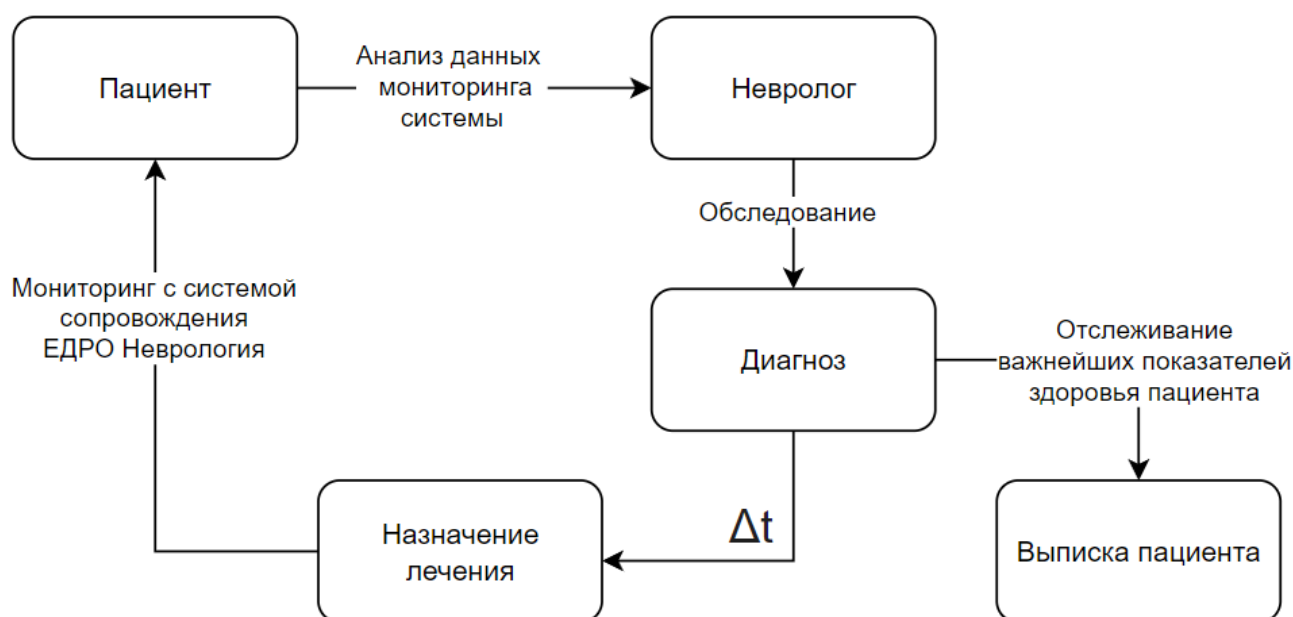 Пациент
Анализ данных
мониторинга
системы
Невролог
Обследование
Мониторинг с системой
сопровождения
ЕДРО Неврология
Диагноз
Отслеживание
важнейших показателей
здоровья пациента
Назначение
лечения
Δt
Выписка пациента